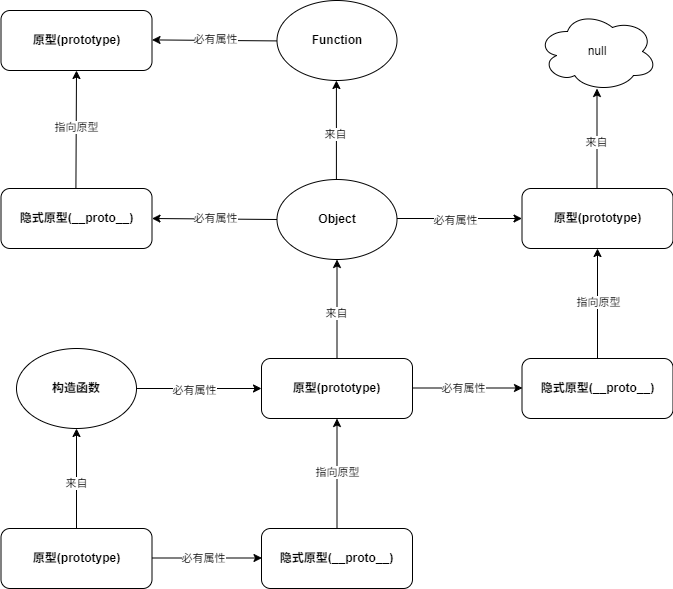 原型(prototype)
必有属性
Function
null
指向原型
来自
来自
隐式原型(__proto__)
必有属性
Object
必有属性
原型(prototype)
来自
指向原型
构造函数
必有属性
原型(prototype)
必有属性
隐式原型(__proto__)
来自
指向原型
原型(prototype)
必有属性
隐式原型(__proto__)